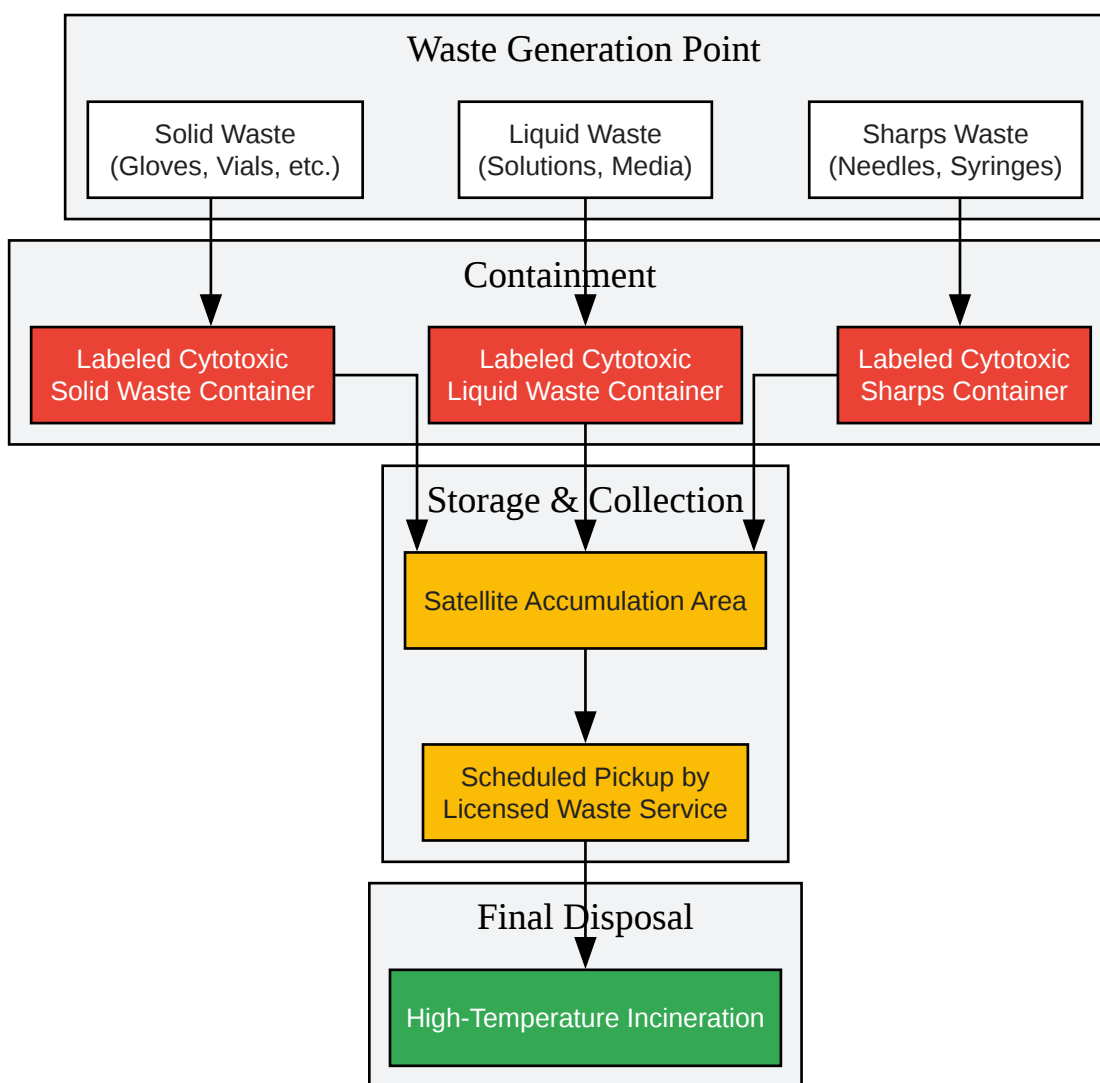 Waste Generation Point
Solid Waste
(Gloves, Vials, etc.)
Liquid Waste
(Solutions, Media)
Sharps Waste
(Needles, Syringes)
Containment
Labeled Cytotoxic
Solid Waste Container
Labeled Cytotoxic
Liquid Waste Container
Labeled Cytotoxic
Sharps Container
Storage & Collection
Satellite Accumulation Area
Scheduled Pickup by
Licensed Waste Service
Final Disposal
High-Temperature Incineration